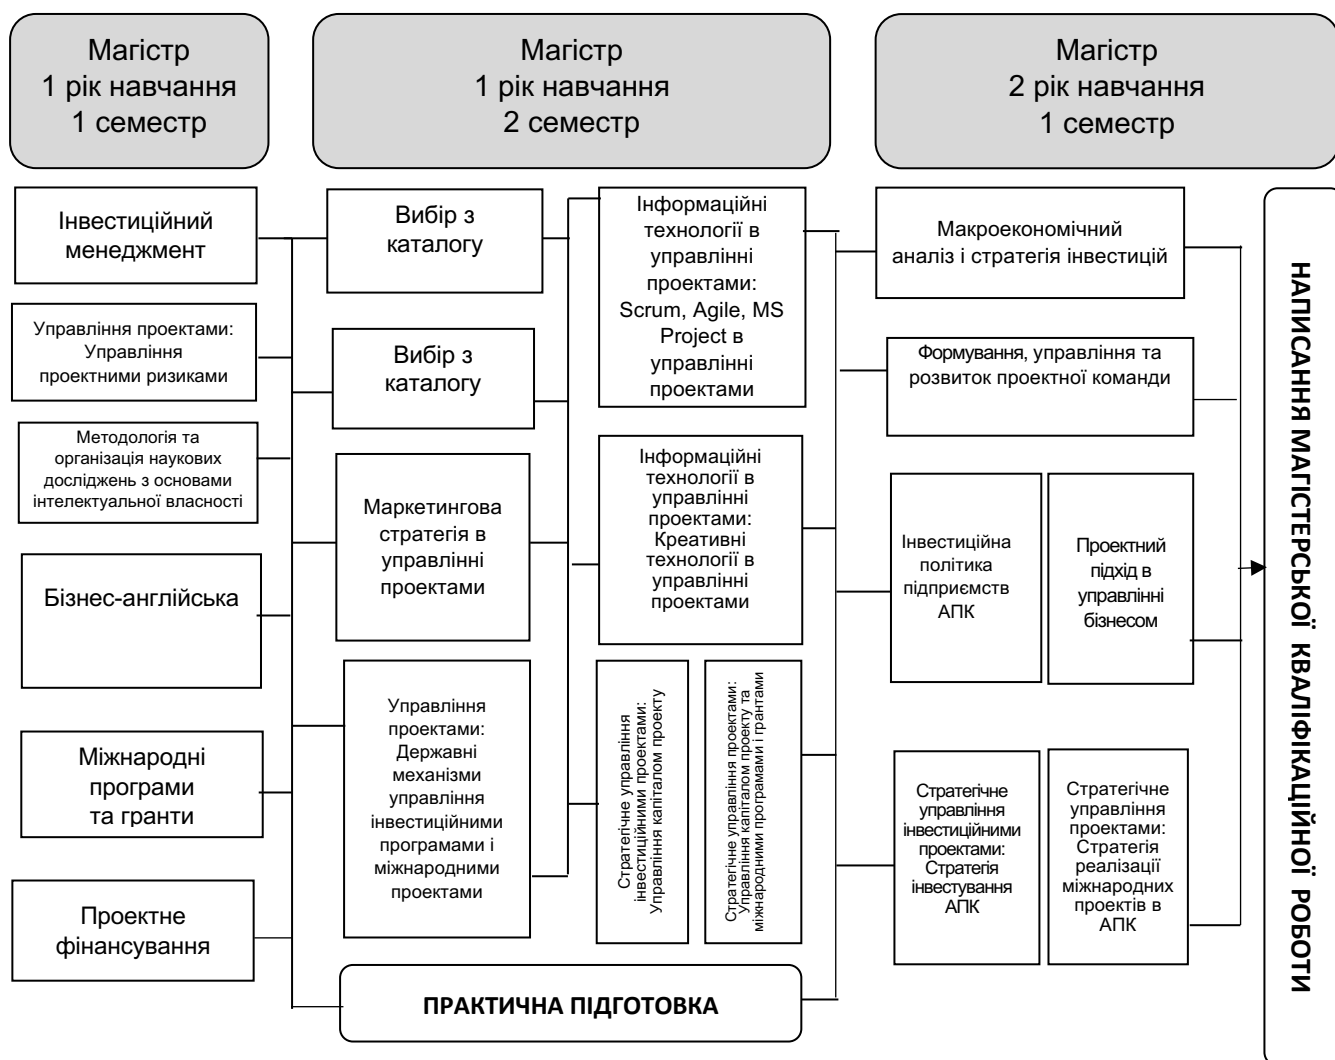 Магістр
1 рік навчання
1 семестр
Магістр
1 рік навчання
2 семестр
Магістр
2 рік навчання
1 семестр
Інвестиційний
менеджмент
Управління проектами:
Управління
проектними ризиками
Методологія та
організація наукових
досліджень з основами
інтелектуальної власності
Бізнес-англійська
Міжнародні
програми
та гранти
Проектне
фінансування
Вибір з
каталогу
Вибір з
каталогу
Маркетингова
стратегія в
управлінні
проектами
Управління
проектами:
Державні
механізми
управління
інвестиційними
програмами і
міжнародними
проектами
Інформаційні
технології в
управлінні
проектами:
Scrum, Agile, MS
Project в
управлінні
проектами
Інформаційні
технології в
управлінні
проектами:
Креативні
технології в
управлінні
проектами
Стратегічне управління
інвестиційними проектами:
Управління капіталом проекту
Стратегічне управління проектами:
Управління капіталом проекту та
міжнародними програмами і грантами
ПРАКТИЧНА ПІДГОТОВКА
Макроекономічний
аналіз і стратегія інвестицій
Формування, управління та
розвиток проектної команди
Інвестиційна
політика
підприємств
АПК
Проектний
підхід в
управлінні
бізнесом
Стратегічне
управління
інвестиційними
проектами:
Стратегія
інвестування
АПК
Стратегічне
управління
проектами:
Стратегія
реалізації
міжнародних
проектів в
АПК
НАПИСАННЯ МАГІСТЕРСЬКОЇ КВАЛІФІКАЦІЙНОЇ РОБОТИ